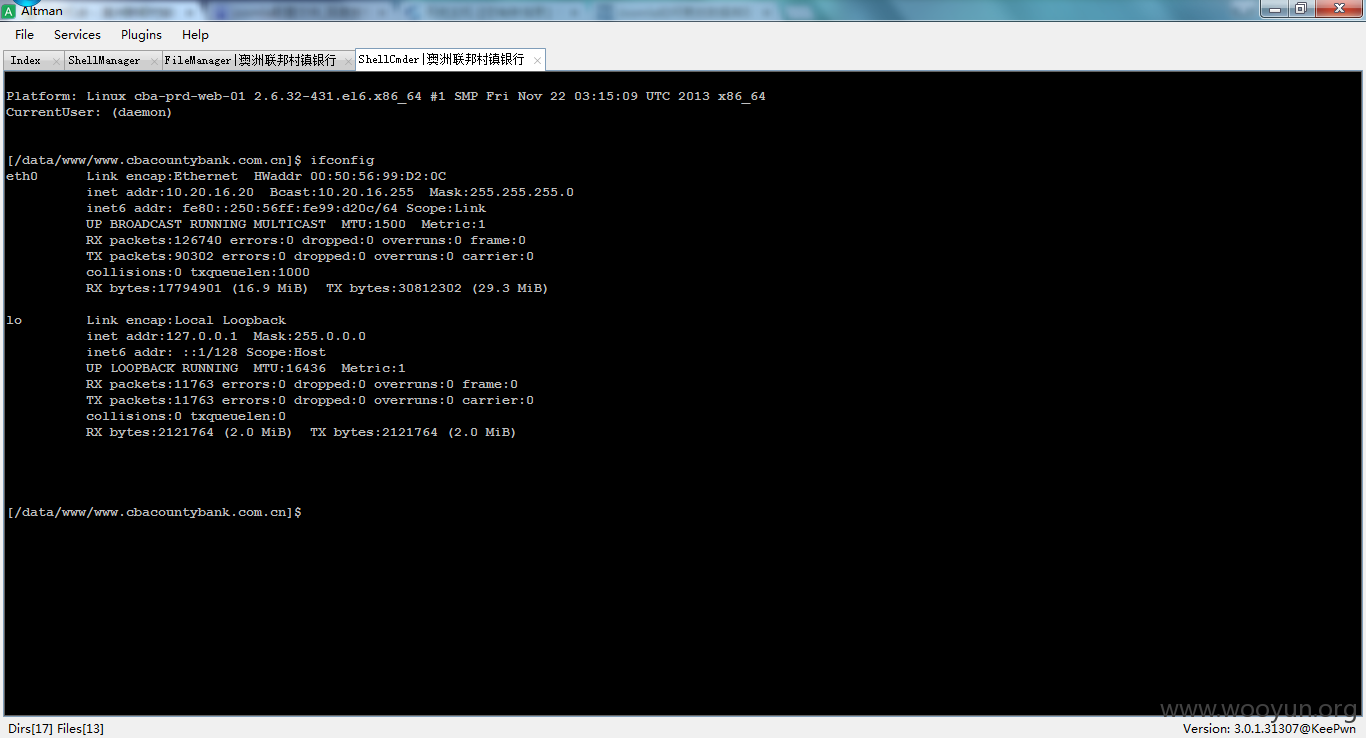 Altman
File Services Plugins Help
Index ShellManager FileManager|澳洲联邦村镇银行 ShellCmder|澳洲联邦村镇银行
Platform: Linux cba-prd-web-01 2.6.32-431.el6.x86_64 #1 SMP Fri Nov 22 03:15:09 UTC 2013 x86_64
CurrentUser: (daemon)
[/data/www/www.cbacountybank.com.cn]$ ifconfig
eth0 Link encap:Ethernet HWaddr 00:50:56:99:D2:0C
inet addr:10.20.16.20 Bcast:10.20.16.255 Mask:255.255.255.0
inet6 addr: fe80::250:56ff:fe99:d20c/64 Scope:Link
UP BROADCAST RUNNING MULTICAST MTU:1500 Metric:1
RX packets:126740 errors:0 dropped:0 overruns:0 frame:0
TX packets:90302 errors:0 dropped:0 overruns:0 carrier:0
collisions:0 txqueuelen:1000
RX bytes:17794901 (16.9 MiB) TX bytes:30812302 (29.3 MiB)
lo Link encap:Local Loopback
inet addr:127.0.0.1 Mask:255.0.0.0
inet6 addr: ::1/128 Scope:Host
UP LOOPBACK RUNNING MTU:16436 Metric:1
RX packets:11763 errors:0 dropped:0 overruns:0 frame:0
TX packets:11763 errors:0 dropped:0 overruns:0 carrier:0
collisions:0 txqueuelen:0
RX bytes:2121764 (2.0 MiB) TX bytes:2121764 (2.0 MiB)
[/data/www/www.cbacountybank.com.cn]$
www.wooyun.org
Dirs[17] Files[13] Version: 3.0.1.31307@KeePwn